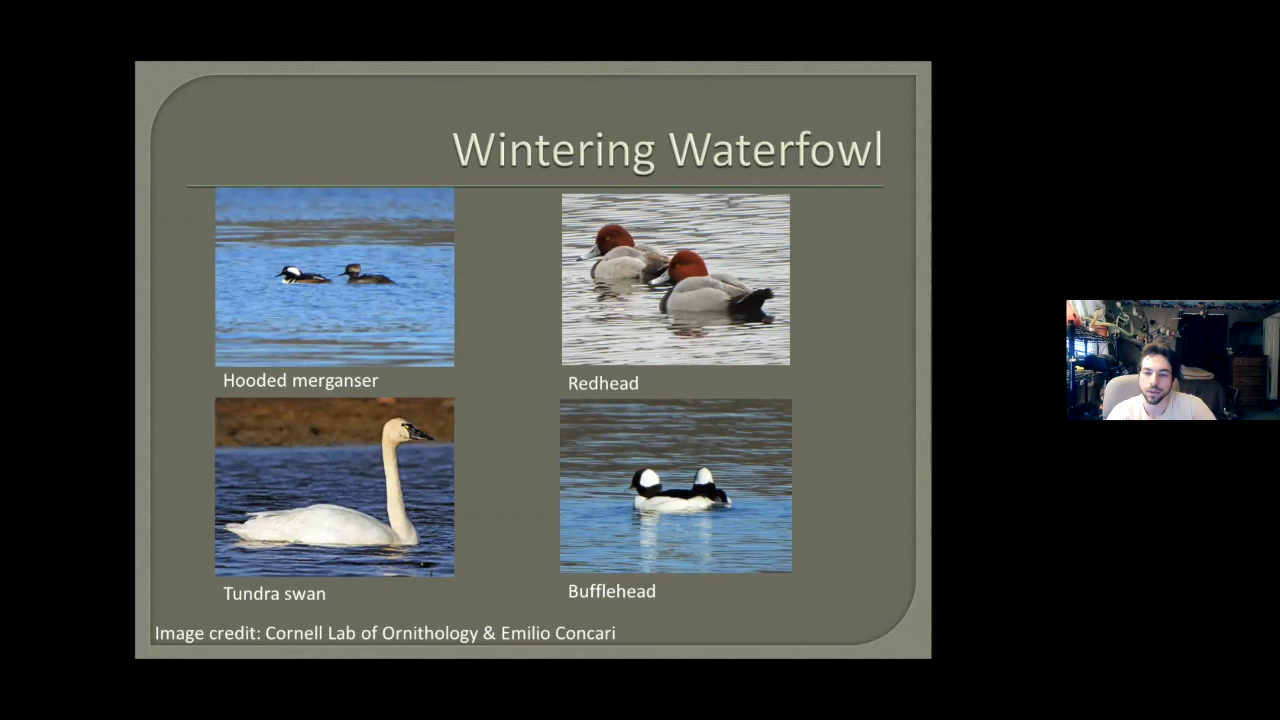 Wintering Waterfowl
Hooded merganser
Redhead
Tundra swan
Bufflehead
Image credit: Cornell Lab of Ornithology & Emilio Concari